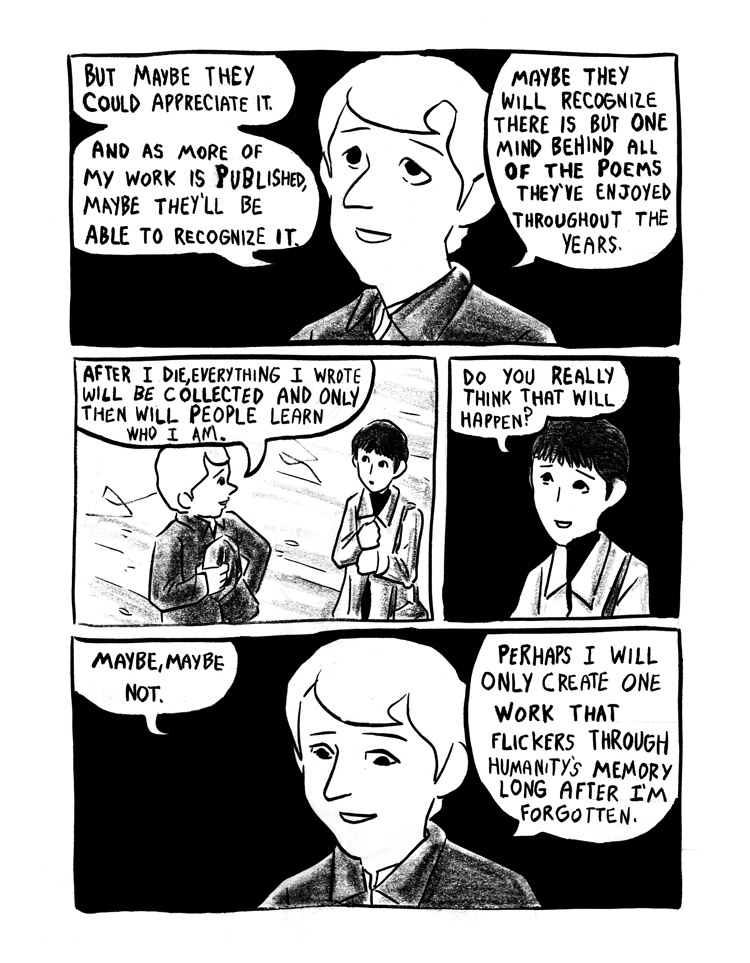 BUT MAYBE THEY
COULD APPRECIATE IT.
AND AS MORE OF
MY WORK IS PUBLISHED,
MAYBE THEY'LL BE
ABLE TO RECOGNIZE IT.
MAYBE THEY
WILL RECOGNIZE
THERE IS BUT ONE
MIND BEHIND ALL
OF THE POEMS
THEY'VE ENJOYED
THROUGHOUT THE
YEARS.
AFTER I DIE, EVERYTHING I WROTE
WILL BE COLLECTED AND ONLY
THEN WILL PEOPLE LEARN
WHO I AM.
DO YOU REALLY
THINK THAT WILL
HAPPEN?
MAYBE, MAYBE
NOT.
PERHAPS I WILL
ONLY CREATE ONE
WORK THAT
FLICKERS THROUGH
HUMANITY'S MEMORY
LONG AFTER I'M
FORGOTTEN.